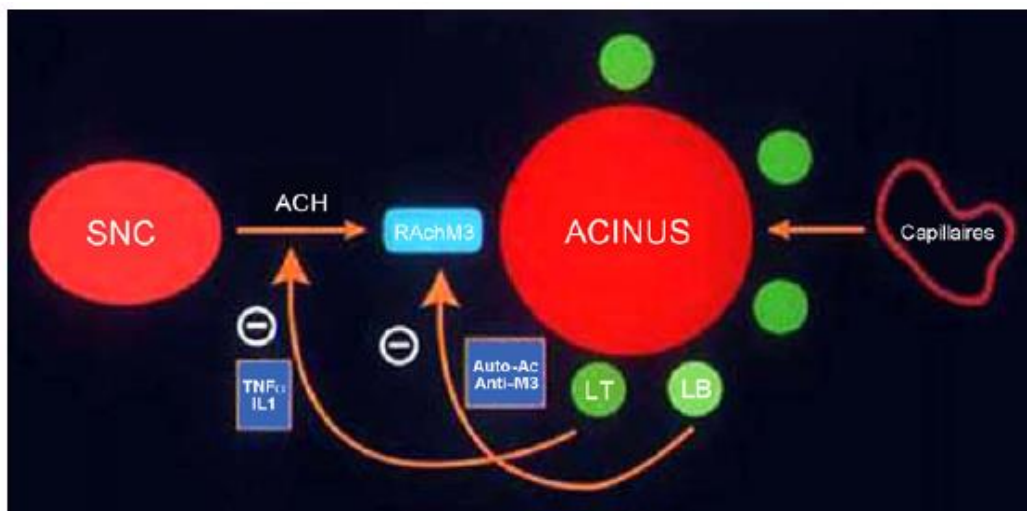 ACH
SNC
RAchM3
ACINUS
Capillaires
TNFα
IL1
Auto-Ac
Anti-M3
LT
LB